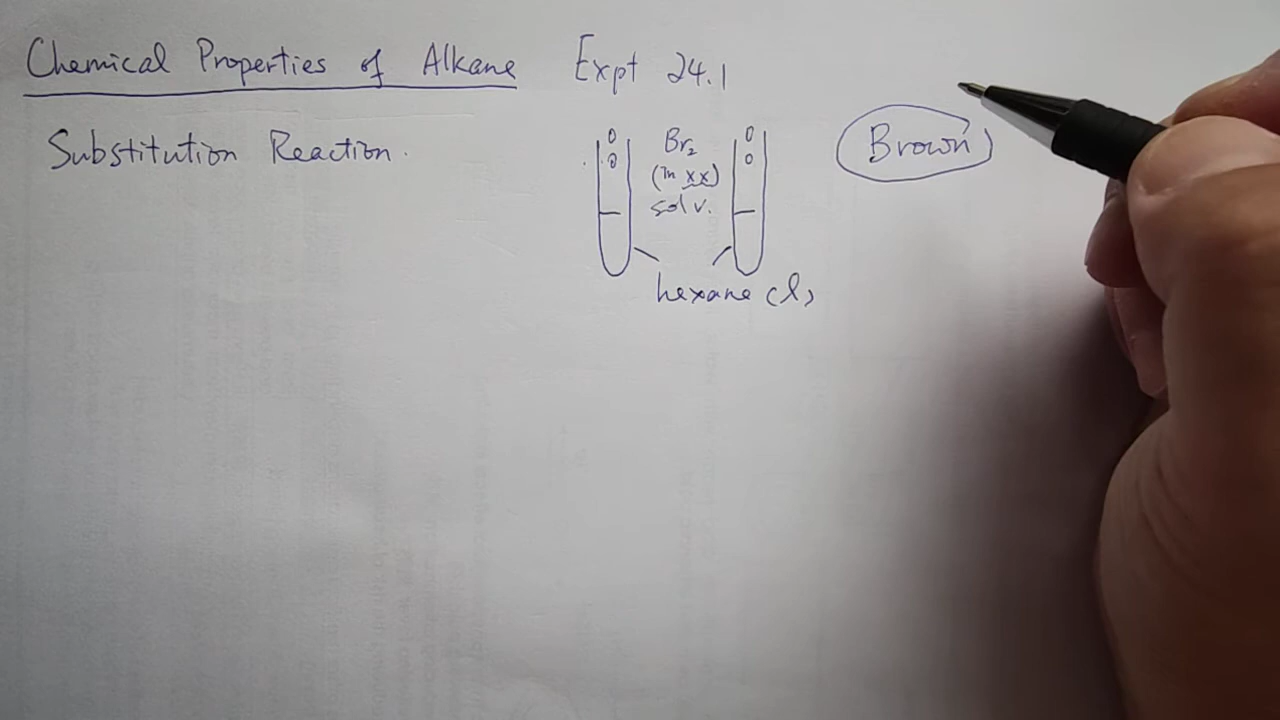 Chemical Properties of Alkane Expt 24.1
Substitution Reaction.
Br₂
(in xx)
solv.
Brown
hexane (l)